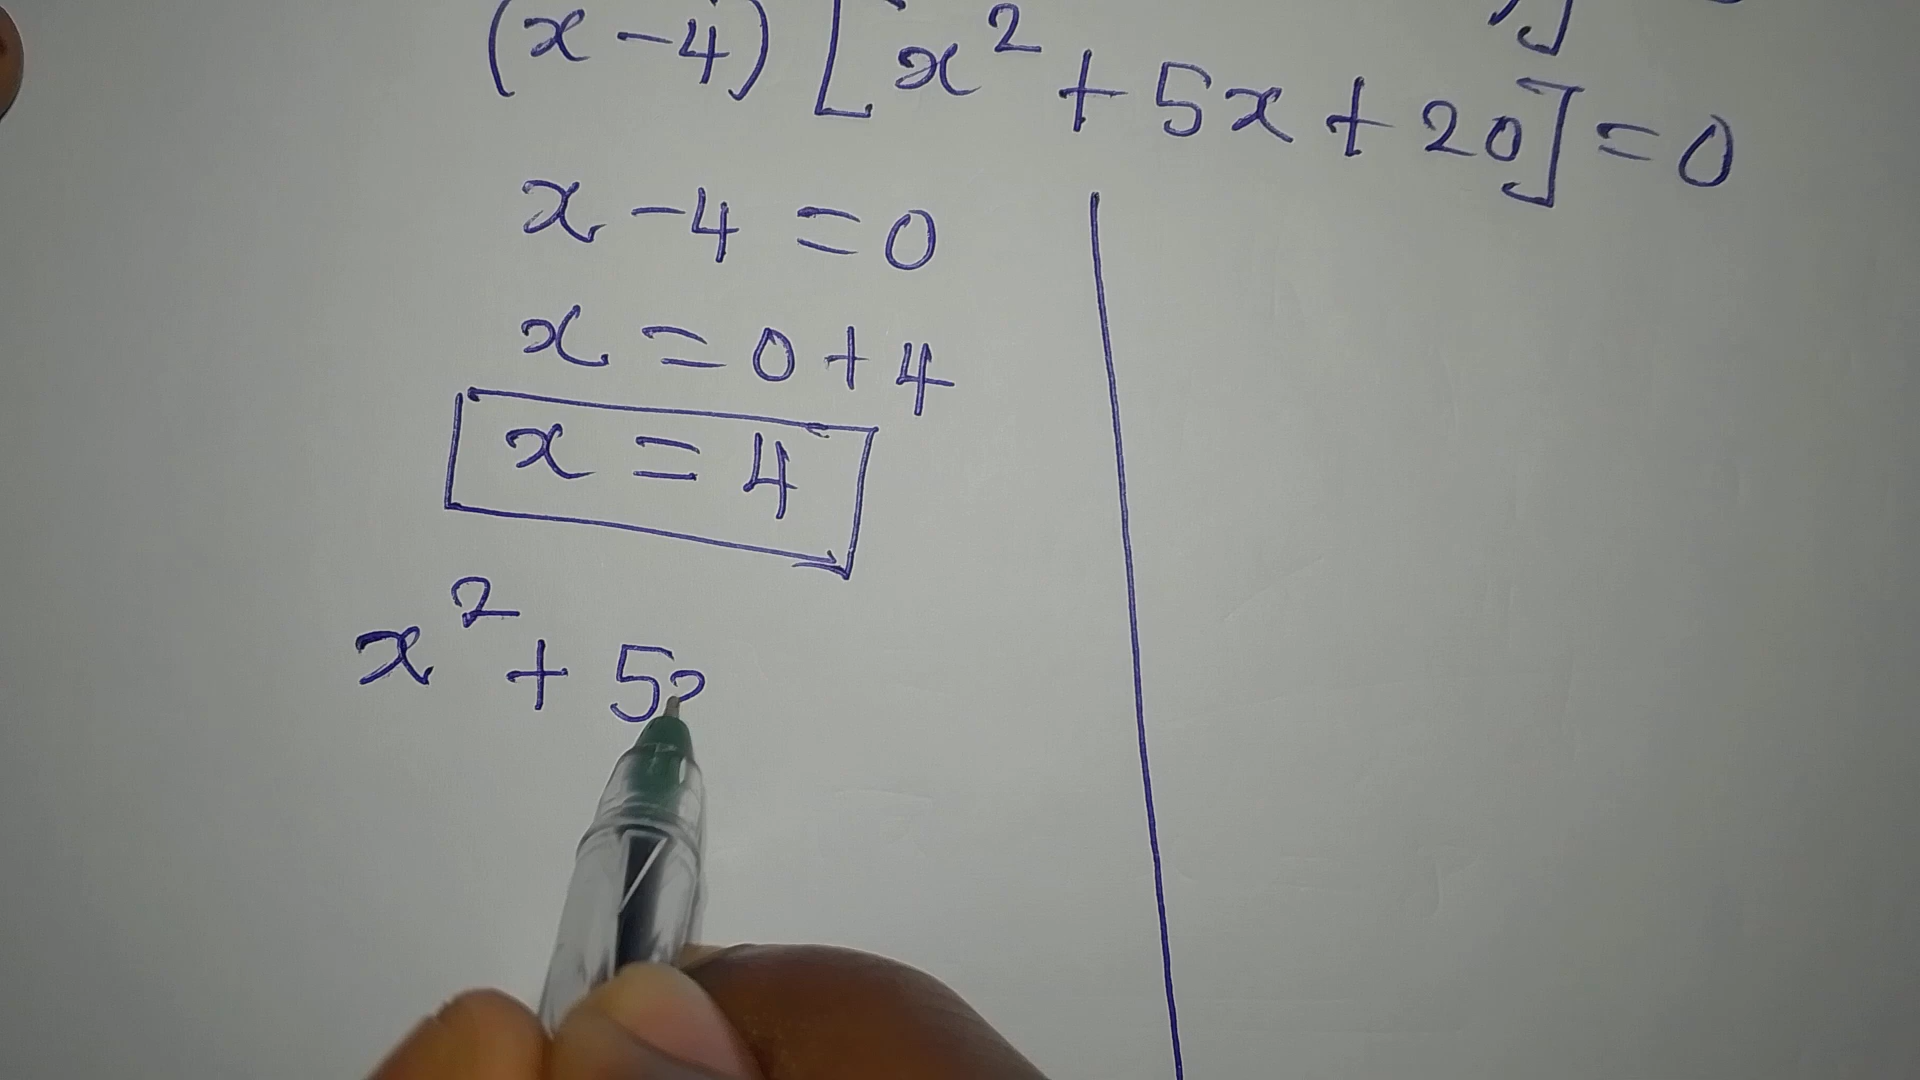 (x - 4) [x² + 5x + 20] = 0
x - 4 = 0
x = 0 + 4
x = 4
x² + 5